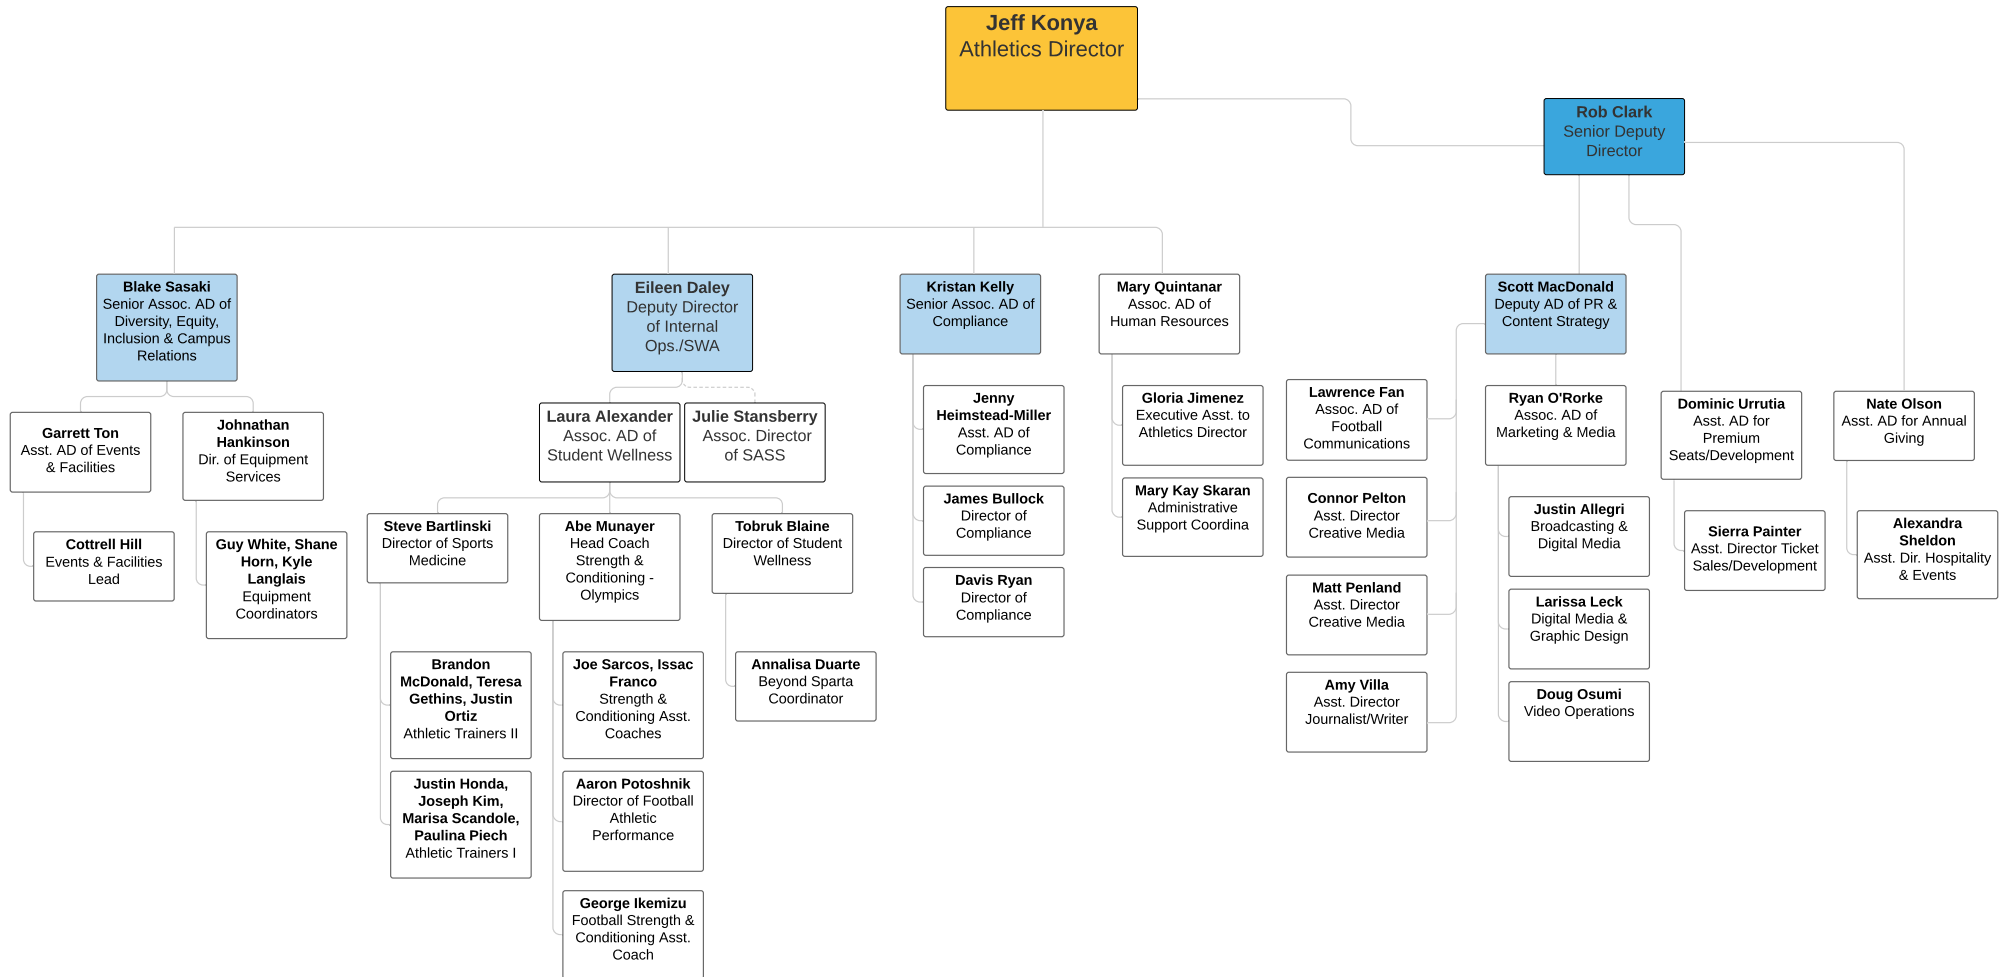 Jeff Konya
Athletics Director
Rob Clark
Senior Deputy
Director
Blake Sasaki
Senior Assoc. AD of
Diversity, Equity,
Inclusion & Campus
Relations
Eileen Daley
Deputy Director
of Internal
Ops./SWA
Kristan Kelly
Senior Assoc. AD of
Compliance
Mary Quintanar
Assoc. AD of
Human Resources
Scott MacDonald
Deputy AD of PR &
Content Strategy
Garrett Ton
Asst. AD of Events
& Facilities
Johnathan
Hankinson
Dir. of Equipment
Services
Cottrell Hill
Events & Facilities
Lead
Guy White, Shane
Horn, Kyle
Langlais
Equipment
Coordinators
Laura Alexander
Assoc. AD of
Student Wellness
Julie Stansberry
Assoc. Director
of SASS
Steve Bartlinski
Director of Sports
Medicine
Abe Munayer
Head Coach
Strength &
Conditioning -
Olympics
Tobruk Blaine
Director of Student
Wellness
Brandon
McDonald, Teresa
Gethins, Justin
Ortiz
Athletic Trainers II
Justin Honda,
Joseph Kim,
Marisa Scandole,
Paulina Piech
Athletic Trainers I
Joe Sarcos, Issac
Franco
Strength &
Conditioning Asst.
Coaches
Aaron Potoshnik
Director of Football
Athletic
Performance
George Ikemizu
Football Strength &
Conditioning Asst.
Coach
Annalisa Duarte
Beyond Sparta
Coordinator
Jenny
Heimstead-Miller
Asst. AD of
Compliance
James Bullock
Director of
Compliance
Davis Ryan
Director of
Compliance
Gloria Jimenez
Executive Asst. to
Athletics Director
Mary Kay Skaran
Administrative
Support Coordina
Lawrence Fan
Assoc. AD of
Football
Communications
Connor Pelton
Asst. Director
Creative Media
Matt Penland
Asst. Director
Creative Media
Amy Villa
Asst. Director
Journalist/Writer
Ryan O'Rorke
Assoc. AD of
Marketing & Media
Justin Allegri
Broadcasting &
Digital Media
Larissa Leck
Digital Media &
Graphic Design
Doug Osumi
Video Operations
Dominic Urrutia
Asst. AD for
Premium
Seats/Development
Sierra Painter
Asst. Director Ticket
Sales/Development
Nate Olson
Asst. AD for Annual
Giving
Alexandra
Sheldon
Asst. Dir. Hospitality
& Events